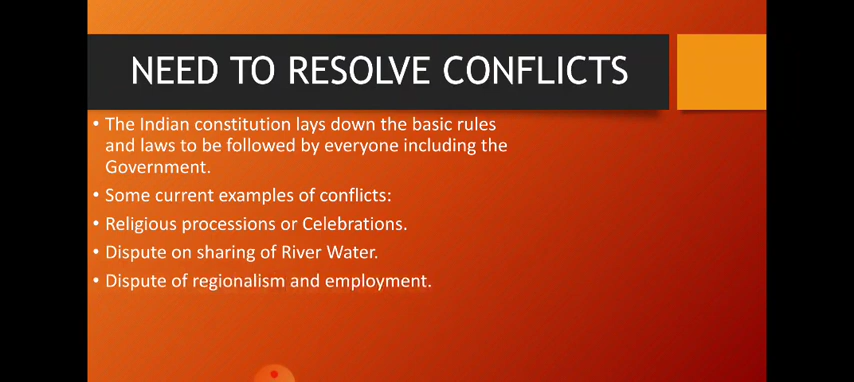 NEED TO RESOLVE CONFLICTS
• The Indian constitution lays down the basic rules
and laws to be followed by everyone including the
Government.
• Some current examples of conflicts:
• Religious processions or Celebrations.
• Dispute on sharing of River Water.
• Dispute of regionalism and employment.